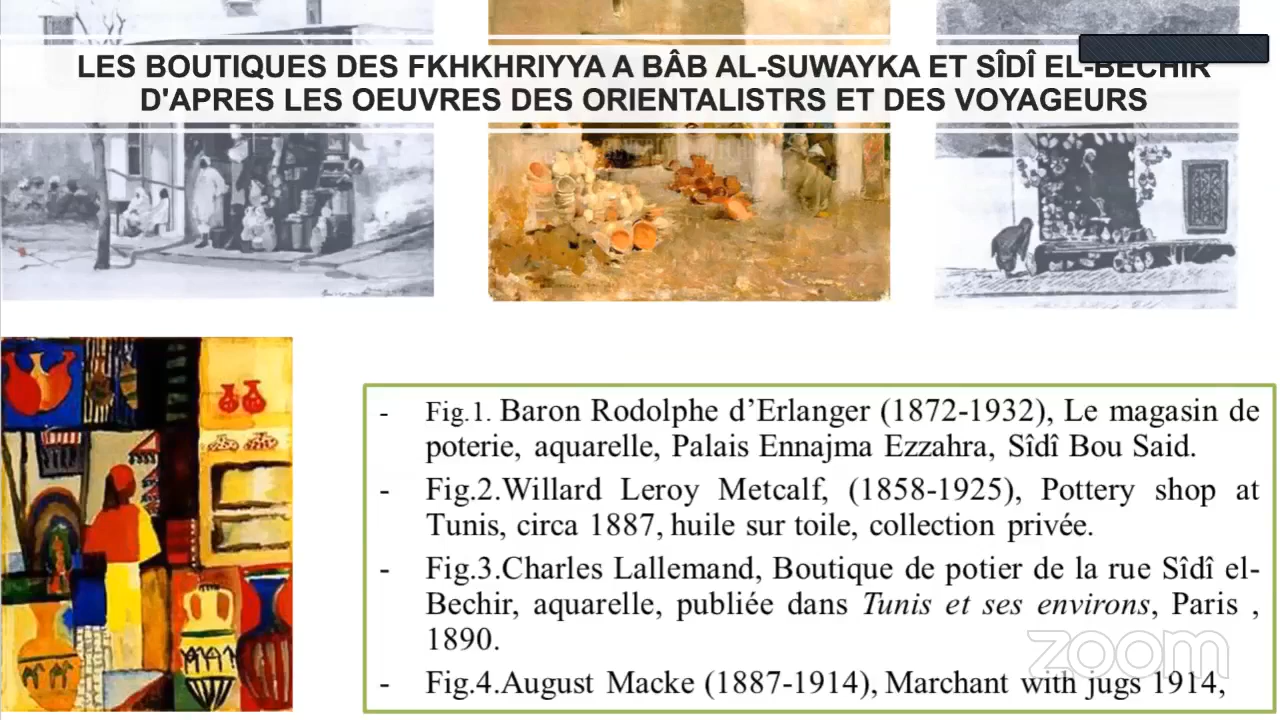 LES BOUTIQUES DES FKHKHRIYYA A BÂB AL-SUWAYKA ET SÎDÎ EL-BECHIR
D'APRES LES OEUVRES DES ORIENTALISTRS ET DES VOYAGEURS
- Fig.1. Baron Rodolphe d’Erlanger (1872-1932), Le magasin de
poterie, aquarelle, Palais Ennajma Ezzahra, Sîdî Bou Said.
- Fig.2.Willard Leroy Metcalf, (1858-1925), Pottery shop at
Tunis, circa 1887, huile sur toile, collection privée.
- Fig.3.Charles Lallemand, Boutique de potier de la rue Sîdî el-
Bechir, aquarelle, publiée dans Tunis et ses environs, Paris ,
1890.
- Fig.4.August Macke (1887-1914), Marchant with jugs 1914,
zoom